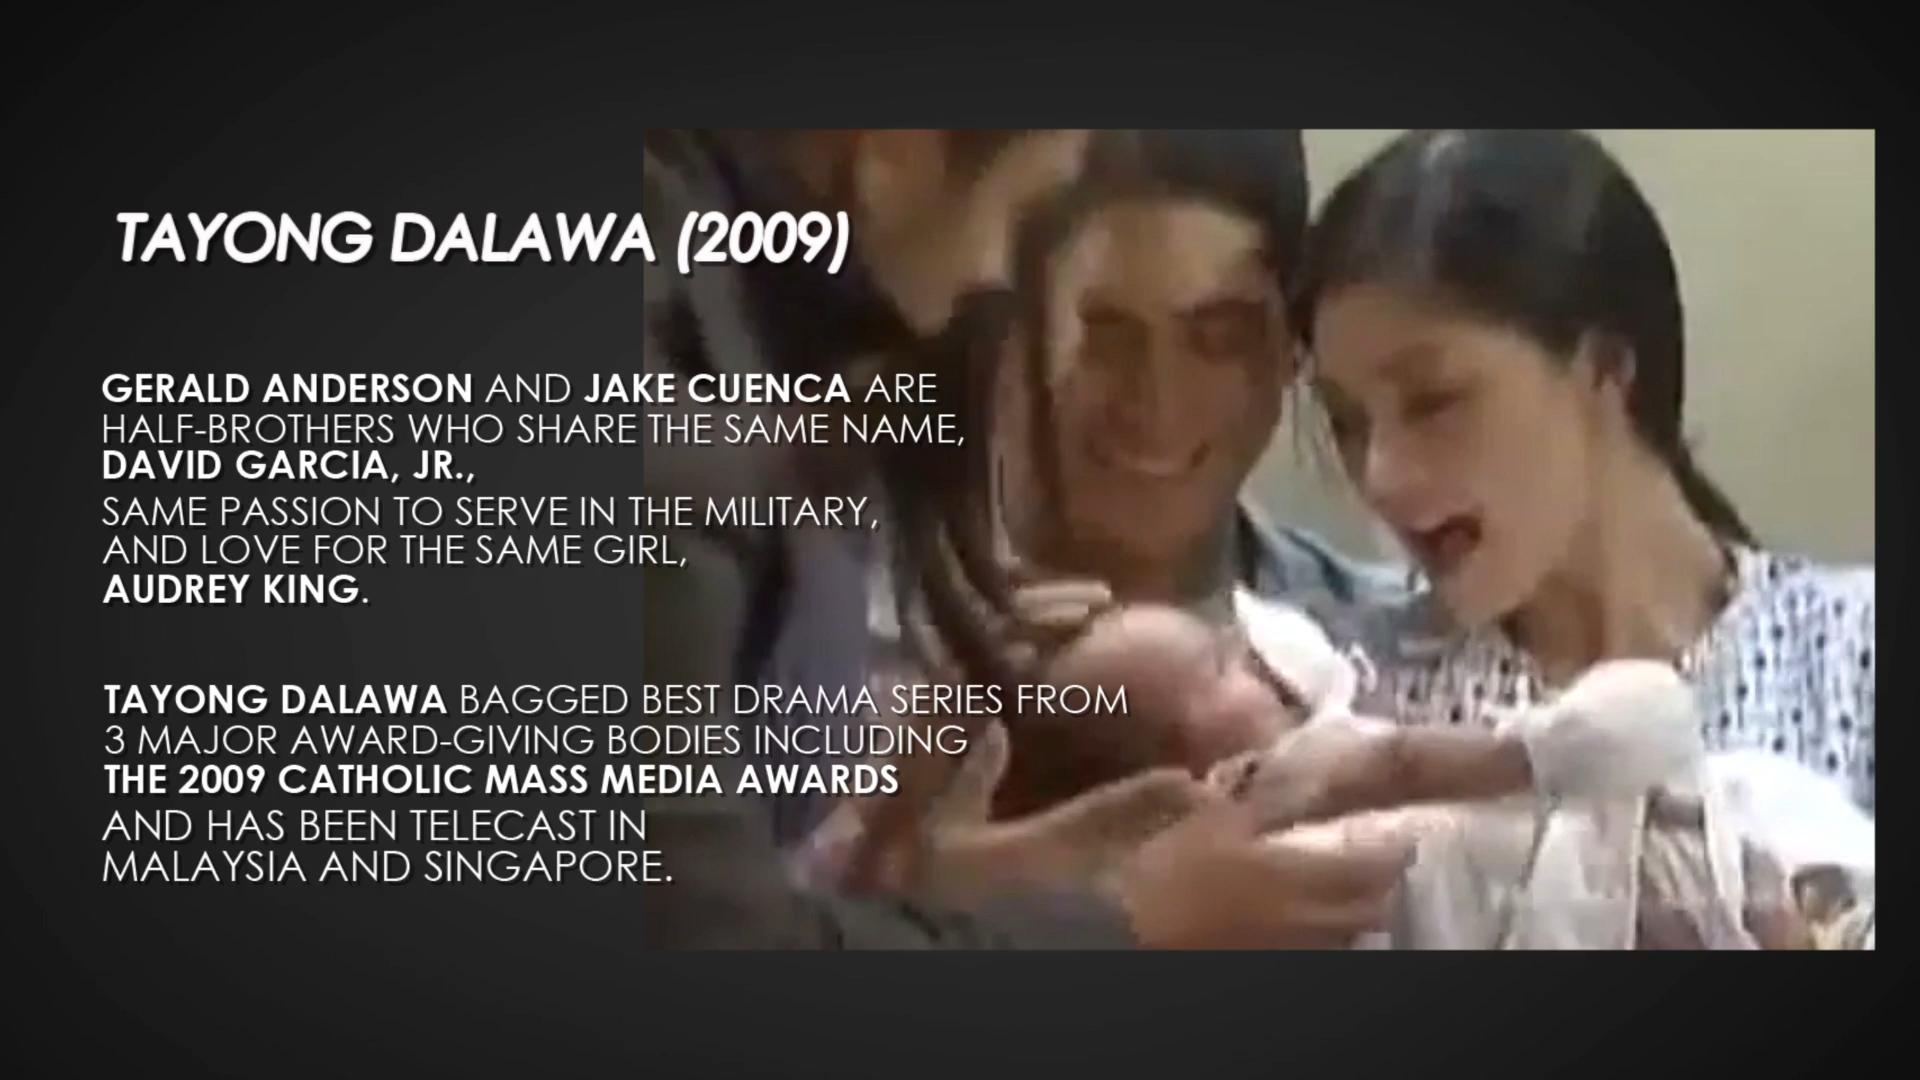 TAYONG DALAWA (2009)
GERALD ANDERSON AND JAKE CUENCA ARE
HALF-BROTHERS WHO SHARE THE SAME NAME,
DAVID GARCIA, JR.,
SAME PASSION TO SERVE IN THE MILITARY,
AND LOVE FOR THE SAME GIRL,
AUDREY KING.
TAYONG DALAWA BAGGED BEST DRAMA SERIES FROM
3 MAJOR AWARD-GIVING BODIES INCLUDING
THE 2009 CATHOLIC MASS MEDIA AWARDS
AND HAS BEEN TELECAST IN
MALAYSIA AND SINGAPORE.